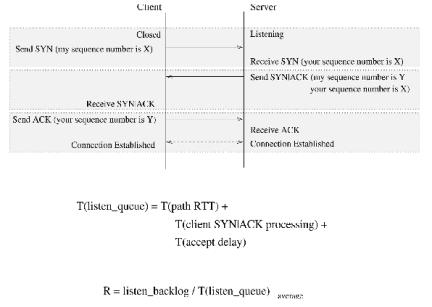 Client Server
Closed Listening
Send SYN (my sequence number is X)
Receive SYN (your sequence number is X)
Send SYN|ACK (my sequence number is Y
your sequence number is X)
Receive SYN|ACK
Send ACK (your sequence number is Y)
Receive ACK
Connection Established Connection Established
T(listen_queue) = T(path RTT) +
T(client SYN|ACK processing) +
T(accept delay)
R = listen_backlog / T(listen_queue) average